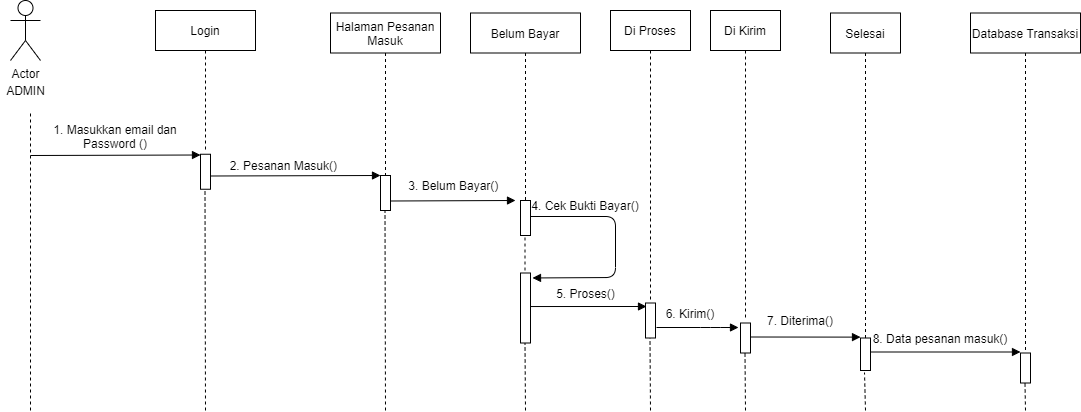 Login
Halaman Pesanan
Masuk
Belum Bayar
Di Proses
Di Kirim
Selesai
Database Transaksi
Actor
ADMIN
1. Masukkan email dan
Password ()
2. Pesanan Masuk()
3. Belum Bayar()
4. Cek Bukti Bayar()
5. Proses()
6. Kirim()
7. Diterima()
8. Data pesanan masuk()